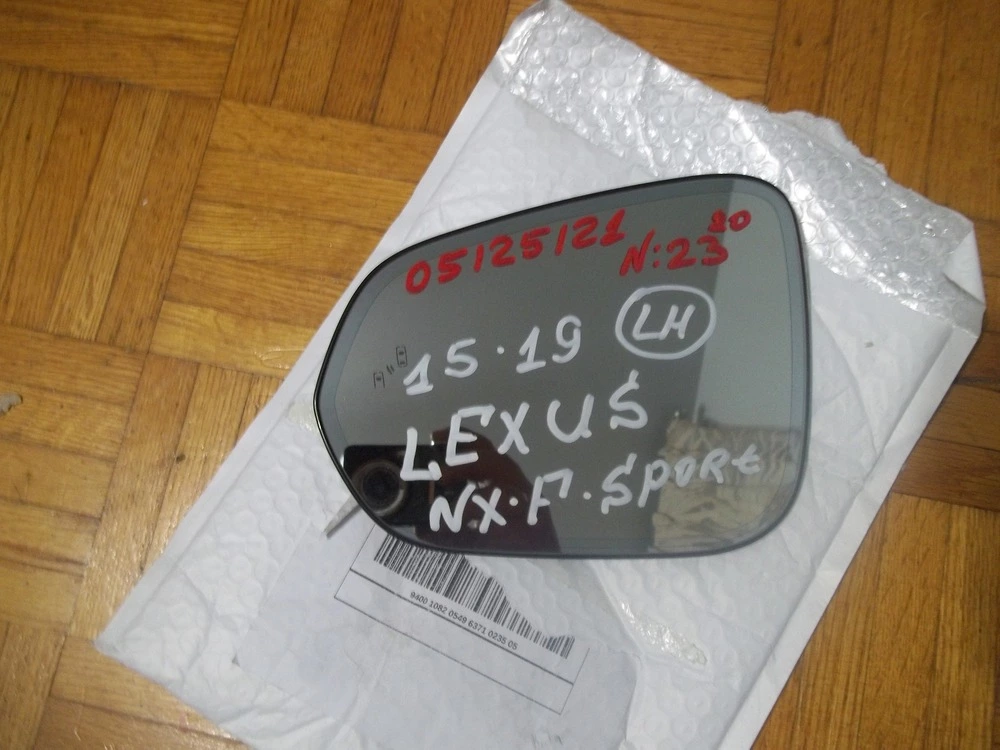 05125121
N:23 20
15.19 LH
LEXUS
NX.F.SPORt
9400 1082 0549 6371 0235 05